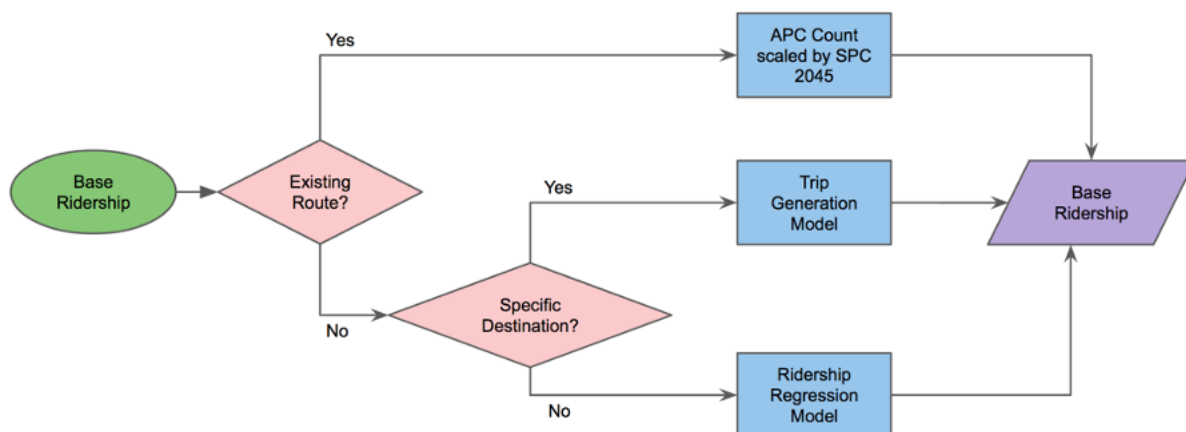 Yes
APC Count
scaled by SPC
2045
Base
Ridership
Existing
Route?
Yes
Trip
Generation
Model
Base
Ridership
No
Specific
Destination?
No
Ridership
Regression
Model